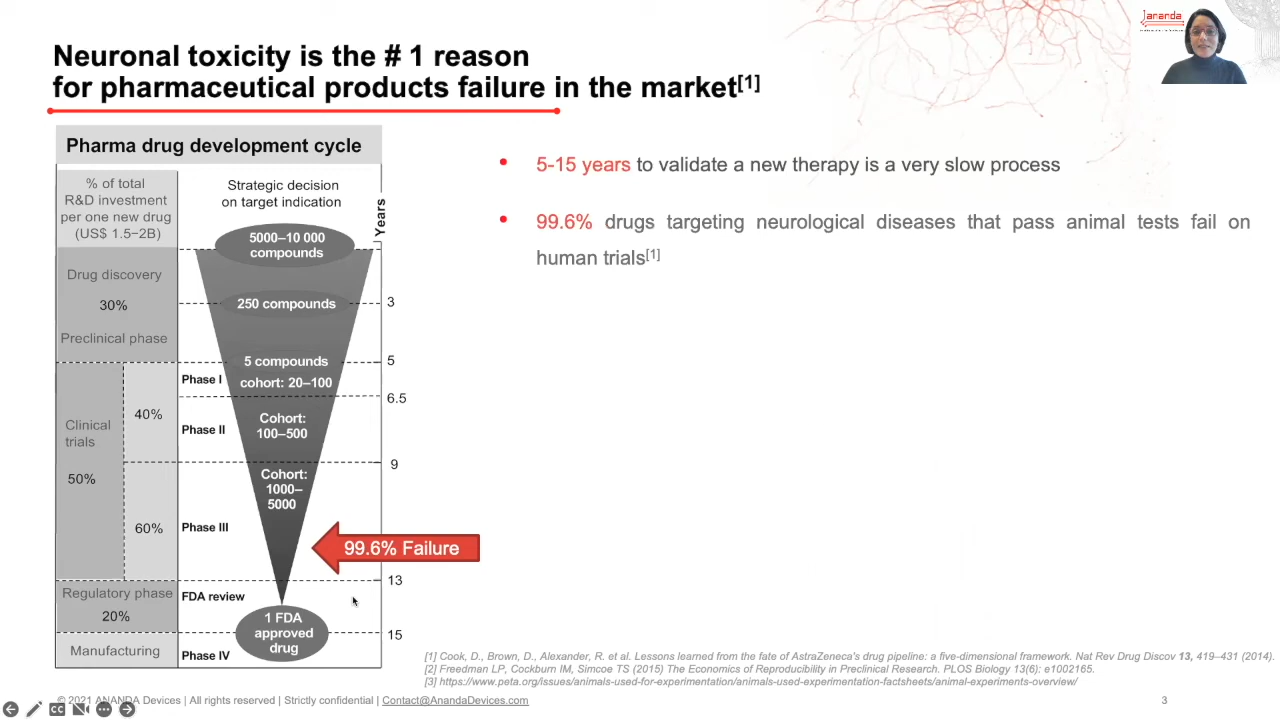 Neuronal toxicity is the # 1 reason
for pharmaceutical products failure in the market[1]
Jananda
Pharma drug development cycle
% of total
R&D investment
per one new drug
(US$ 1.5–2B)
Strategic decision
on target indication
Years
5000–10 000
compounds
Drug discovery
30%
250 compounds
3
Preclinical phase
5 compounds
5
Phase I
cohort: 20–100
6.5
40%
Clinical
trials
50%
Phase II
Cohort:
100–500
9
Cohort:
1000–
5000
60%
Phase III
99.6% Failure
13
Regulatory phase
20%
FDA review
1 FDA
approved
drug
15
Manufacturing
Phase IV
• 5-15 years to validate a new therapy is a very slow process
• 99.6% drugs targeting neurological diseases that pass animal tests fail on
human trials[1]
[1] Cook, D., Brown, D., Alexander, R. et al. Lessons learned from the fate of AstraZeneca's drug pipeline: a five-dimensional framework. Nat Rev Drug Discov 13, 419–431 (2014).
[2] Freedman LP, Cockburn IM, Simcoe TS (2015) The Economics of Reproducibility in Preclinical Research. PLOS Biology 13(6): e1002165.
[3] https://www.peta.org/issues/animals-used-for-experimentation/animals-used-experimentation-factsheets/animal-experiments-overview/
© 2021 ANANDA Devices | All rights reserved | Strictly confidential | Contact@AnandaDevices.com
3
CC